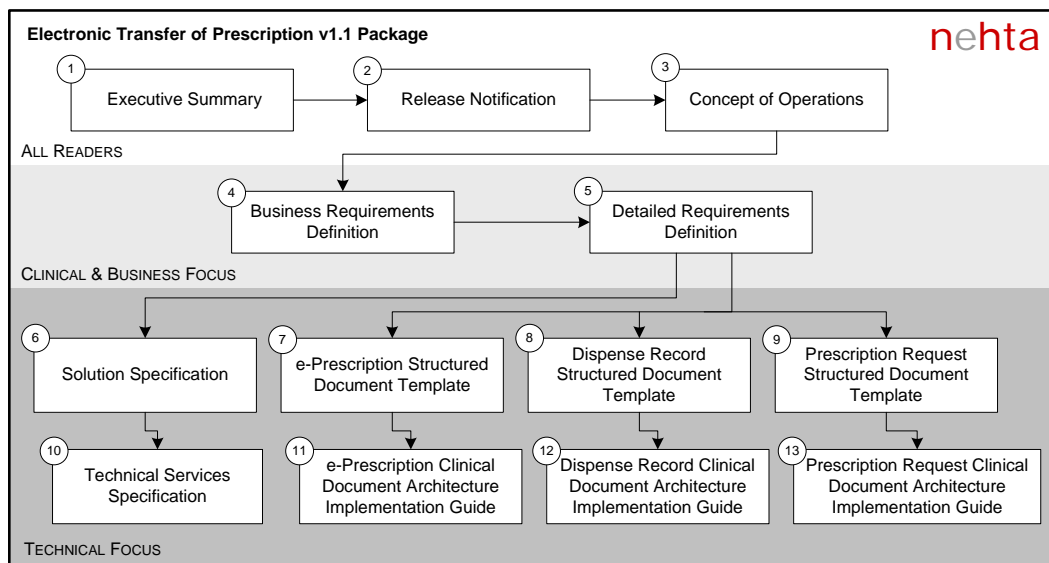 Electronic Transfer of Prescription v1.1 Package
nehta
1
Executive Summary
2
Release Notification
3
Concept of Operations
ALL READERS
4
Business Requirements
Definition
5
Detailed Requirements
Definition
CLINICAL & BUSINESS FOCUS
6
Solution Specification
7
e-Prescription Structured
Document Template
8
Dispense Record
Structured Document
Template
9
Prescription Request
Structured Document
Template
10
Technical Services
Specification
11
e-Prescription Clinical
Document Architecture
Implementation Guide
12
Dispense Record Clinical
Document Architecture
Implementation Guide
13
Prescription Request Clinical
Document Architecture
Implementation Guide
TECHNICAL FOCUS